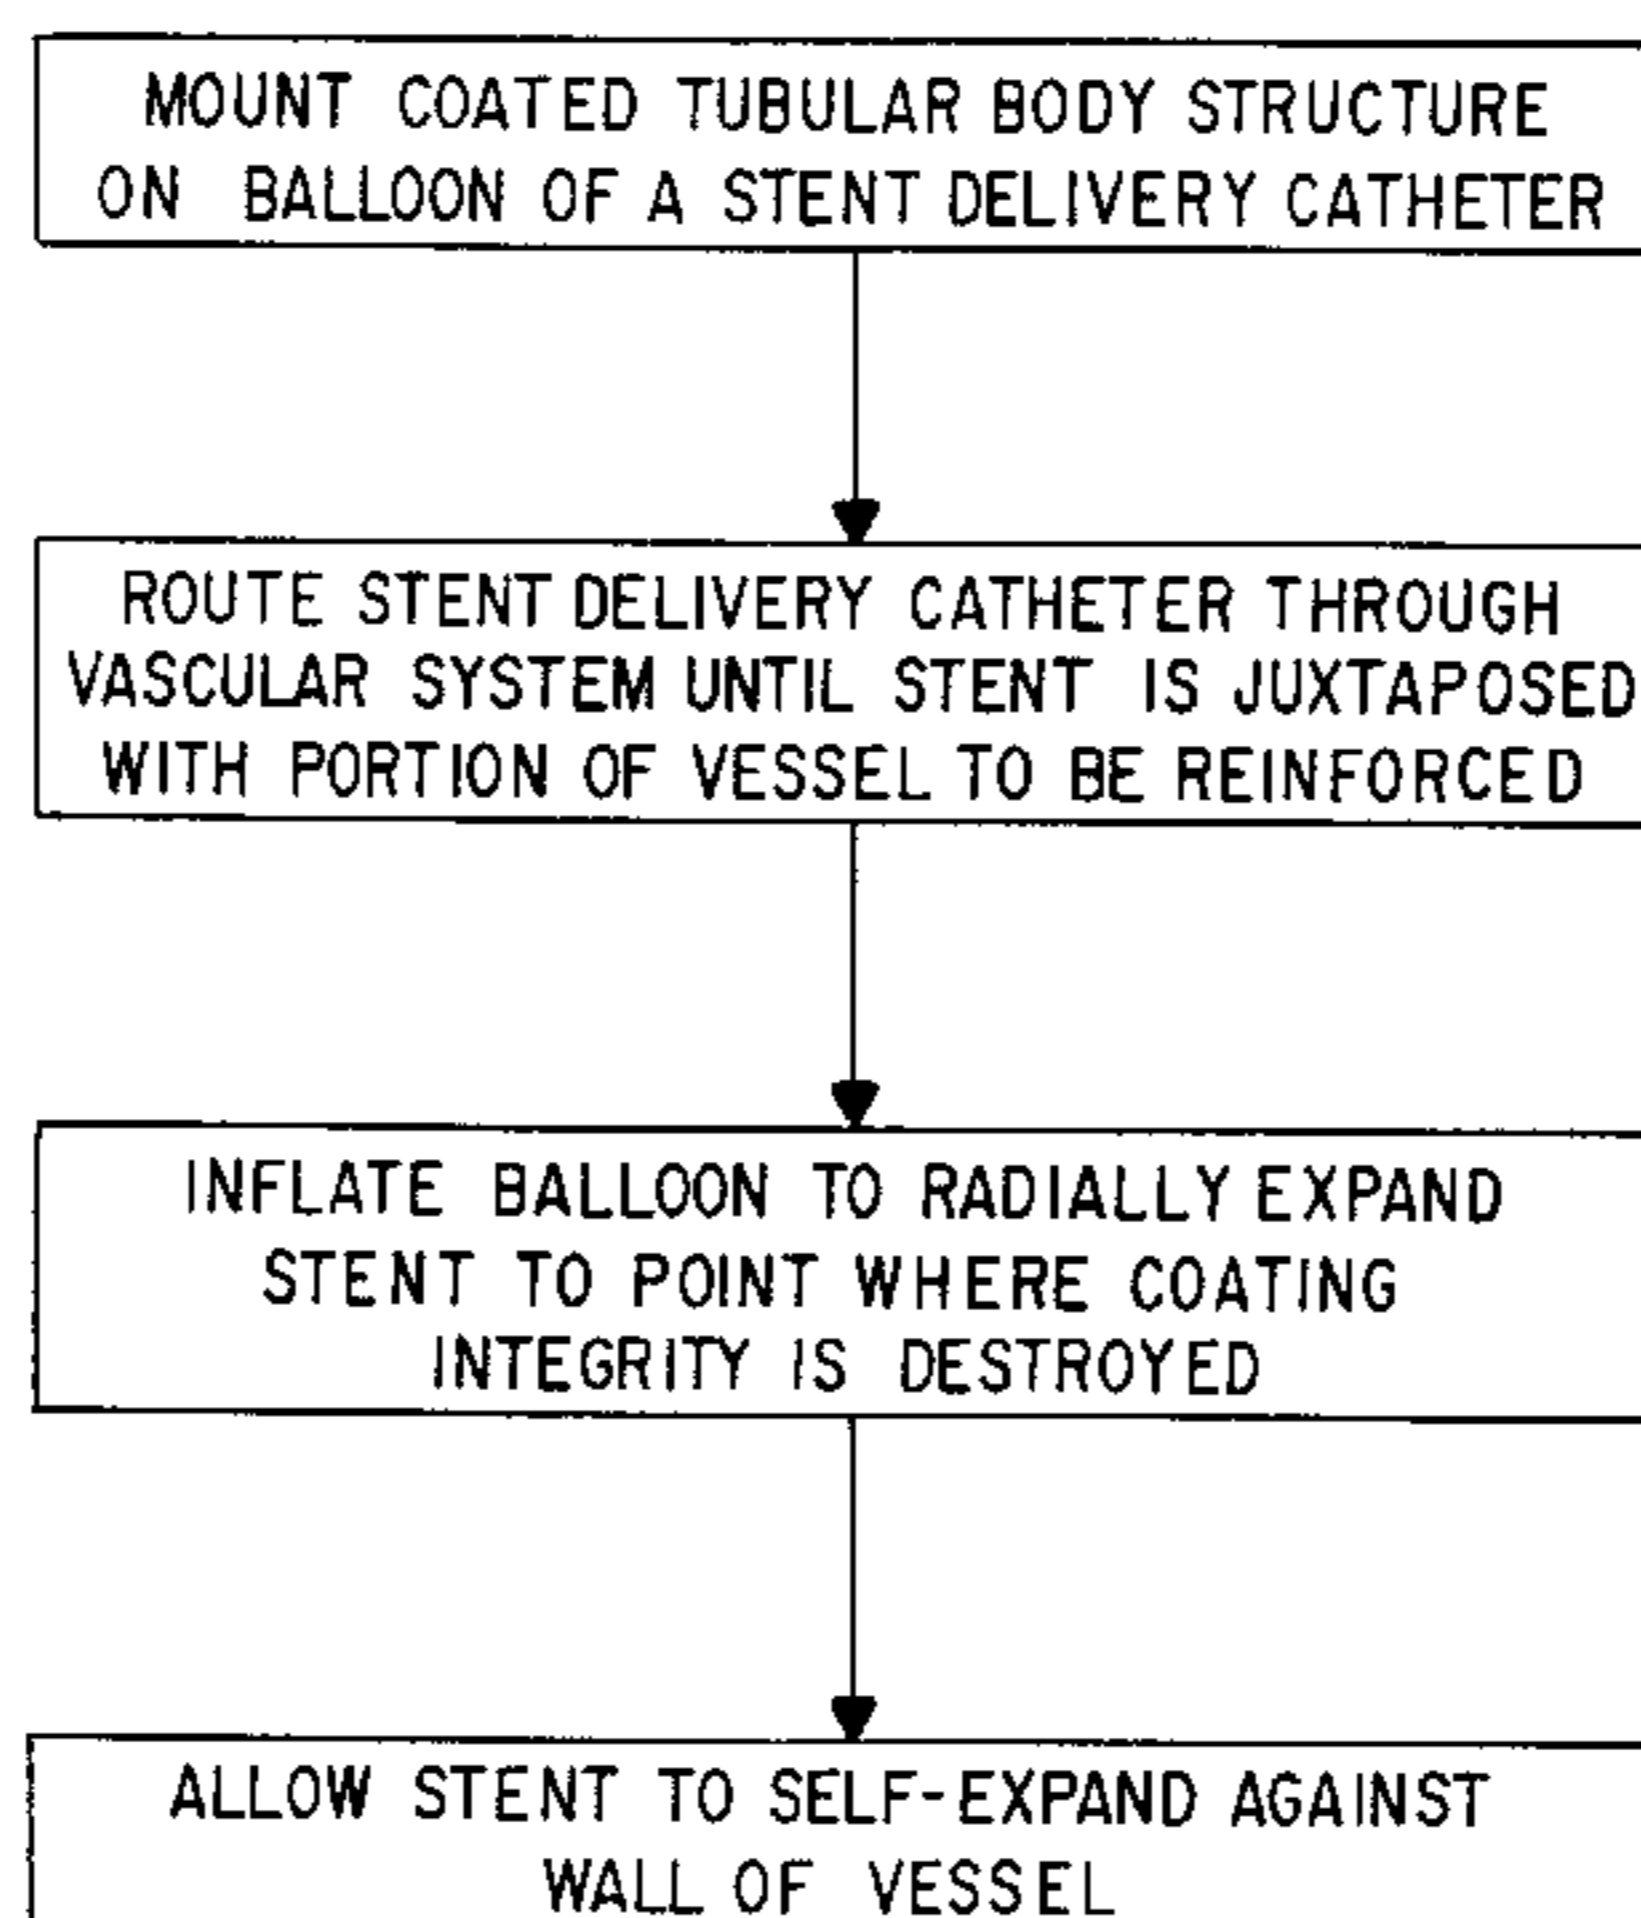 MOUNT COATED TUBULAR BODY STRUCTURE
ON BALLOON OF A STENT DELIVERY CATHETER
ROUTE STENT DELIVERY CATHETER THROUGH
VASCULAR SYSTEM UNTIL STENT IS JUXTAPOSED
WITH PORTION OF VESSEL TO BE REINFORCED
INFLATE BALLOON TO RADIALLY EXPAND
STENT TO POINT WHERE COATING
INTEGRITY IS DESTROYED
ALLOW STENT TO SELF-EXPAND AGAINST
WALL OF VESSEL